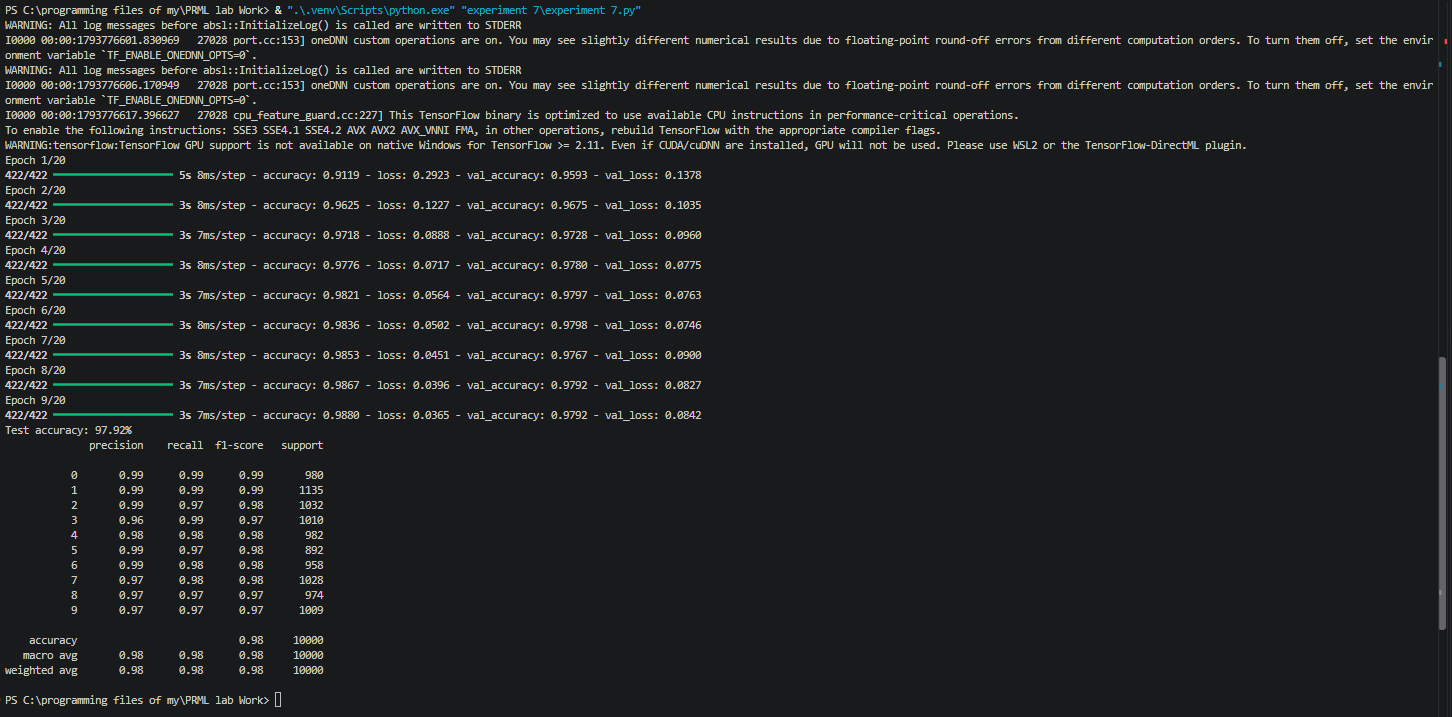 PS C:\programming files of my\PRML lab Work> & ".\.venv\Scripts\python.exe" "experiment 7\experiment 7.py"
WARNING: All log messages before absl::InitializeLog() is called are written to STDERR
I0000 00:00:1793776601.830969   27028 port.cc:153] oneDNN custom operations are on. You may see slightly different numerical results due to floating-point round-off errors from different computation orders. To turn them off, set the envir
onment variable `TF_ENABLE_ONEDNN_OPTS=0`.
WARNING: All log messages before absl::InitializeLog() is called are written to STDERR
I0000 00:00:1793776606.170949   27028 port.cc:153] oneDNN custom operations are on. You may see slightly different numerical results due to floating-point round-off errors from different computation orders. To turn them off, set the envir
onment variable `TF_ENABLE_ONEDNN_OPTS=0`.
I0000 00:00:1793776617.396627   27028 cpu_feature_guard.cc:227] This TensorFlow binary is optimized to use available CPU instructions in performance-critical operations.
To enable the following instructions: SSE3 SSE4.1 SSE4.2 AVX AVX2 AVX_VNNI FMA, in other operations, rebuild TensorFlow with the appropriate compiler flags.
WARNING:tensorflow:TensorFlow GPU support is not available on native Windows for TensorFlow >= 2.11. Even if CUDA/cuDNN are installed, GPU will not be used. Please use WSL2 or the TensorFlow-DirectML plugin.
Epoch 1/20
422/422 ━━━━━━━━━━━━━━━━━━━━ 5s 8ms/step - accuracy: 0.9119 - loss: 0.2923 - val_accuracy: 0.9593 - val_loss: 0.1378
Epoch 2/20
422/422 ━━━━━━━━━━━━━━━━━━━━ 3s 8ms/step - accuracy: 0.9625 - loss: 0.1227 - val_accuracy: 0.9675 - val_loss: 0.1035
Epoch 3/20
422/422 ━━━━━━━━━━━━━━━━━━━━ 3s 7ms/step - accuracy: 0.9718 - loss: 0.0888 - val_accuracy: 0.9728 - val_loss: 0.0960
Epoch 4/20
422/422 ━━━━━━━━━━━━━━━━━━━━ 3s 8ms/step - accuracy: 0.9776 - loss: 0.0717 - val_accuracy: 0.9780 - val_loss: 0.0775
Epoch 5/20
422/422 ━━━━━━━━━━━━━━━━━━━━ 3s 7ms/step - accuracy: 0.9821 - loss: 0.0564 - val_accuracy: 0.9797 - val_loss: 0.0763
Epoch 6/20
422/422 ━━━━━━━━━━━━━━━━━━━━ 3s 8ms/step - accuracy: 0.9836 - loss: 0.0502 - val_accuracy: 0.9798 - val_loss: 0.0746
Epoch 7/20
422/422 ━━━━━━━━━━━━━━━━━━━━ 3s 8ms/step - accuracy: 0.9853 - loss: 0.0451 - val_accuracy: 0.9767 - val_loss: 0.0900
Epoch 8/20
422/422 ━━━━━━━━━━━━━━━━━━━━ 3s 7ms/step - accuracy: 0.9867 - loss: 0.0396 - val_accuracy: 0.9792 - val_loss: 0.0827
Epoch 9/20
422/422 ━━━━━━━━━━━━━━━━━━━━ 3s 7ms/step - accuracy: 0.9880 - loss: 0.0365 - val_accuracy: 0.9792 - val_loss: 0.0842
Test accuracy: 97.92%
              precision    recall  f1-score   support
           0       0.99      0.99      0.99       980
           1       0.99      0.99      0.99      1135
           2       0.99      0.97      0.98      1032
           3       0.96      0.99      0.97      1010
           4       0.98      0.98      0.98       982
           5       0.99      0.97      0.98       892
           6       0.99      0.98      0.98       958
           7       0.97      0.98      0.98      1028
           8       0.97      0.97      0.97       974
           9       0.97      0.97      0.97      1009
    accuracy                           0.98     10000
   macro avg       0.98      0.98      0.98     10000
weighted avg       0.98      0.98      0.98     10000
PS C:\programming files of my\PRML lab Work>